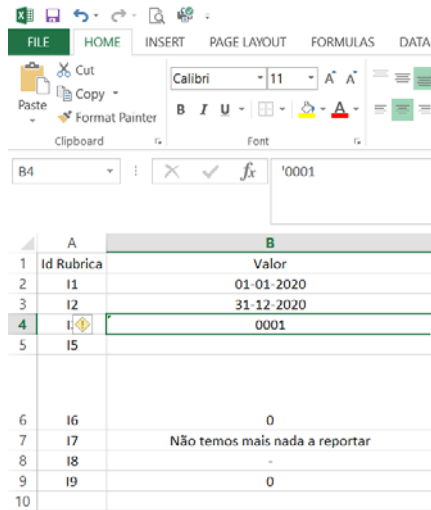 FILE HOME INSERT PAGE LAYOUT FORMULAS DATA
Cut
Copy
Format Painter
Paste
Clipboard
Calibri 11 A A
B I U A
Font
B4 fx '0001
A B
1 Id Rubrica Valor
2 I1 01-01-2020
3 I2 31-12-2020
4 0001
5 I5
6 I6 0
7 I7 Não temos mais nada a reportar
8 I8 -
9 I9 0
10